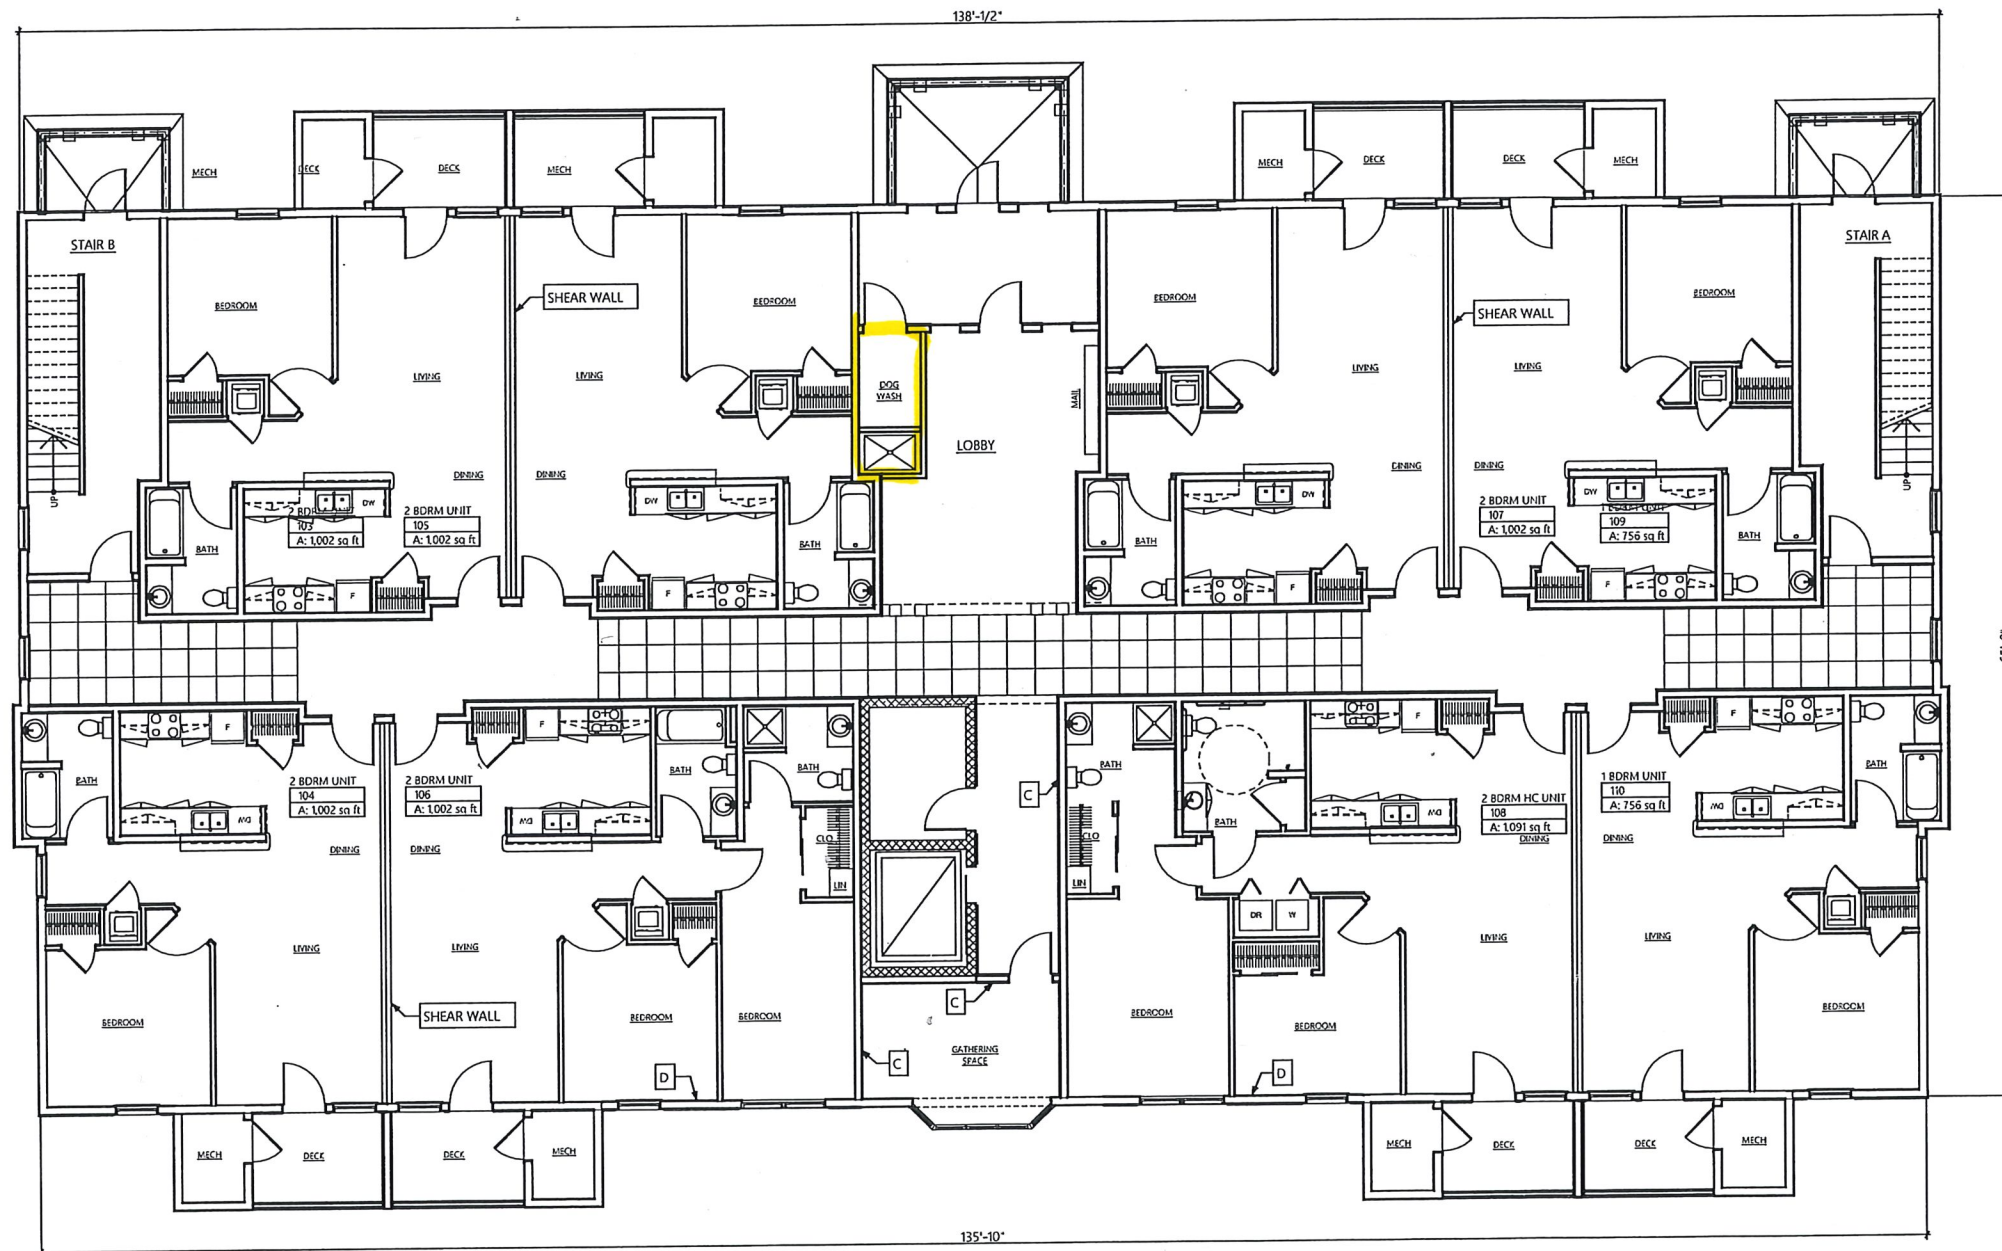 138'-1/2"
MECH
DECK
DECK
MECH
MECH
DECK
DECK
MECH
STAIR B
STAIR A
BEDROOM
SHEAR WALL
BEDROOM
BEDROOM
SHEAR WALL
BEDROOM
LIVING
LIVING
DOG
WASH
MAIL
LIVING
LIVING
LOBBY
DINING
DINING
DINING
DINING
UP
UP
DW
DW
DW
DW
103
A: 1,002 sq ft
2 BDRM UNIT
105
A: 1,002 sq ft
2 BDRM UNIT
107
A: 1,002 sq ft
109
A: 756 sq ft
BATH
BATH
BATH
BATH
F
F
F
F
F
F
F
F
BATH
2 BDRM UNIT
104
A: 1,002 sq ft
2 BDRM UNIT
106
A: 1,002 sq ft
BATH
BATH
C
BATH
BATH
2 BDRM HC UNIT
108
A: 1,091 sq ft
1 BDRM UNIT
110
A: 756 sq ft
BATH
DW
DW
DW
DW
DINING
DINING
CLO
LIN
CLO
LIN
DINING
DINING
DR
W
LIVING
LIVING
LIVING
LIVING
C
BEDROOM
SHEAR WALL
BEDROOM
BEDROOM
BEDROOM
BEDROOM
BEDROOM
GATHERING
SPACE
C
D
D
MECH
DECK
DECK
MECH
MECH
DECK
DECK
MECH
135'-10"